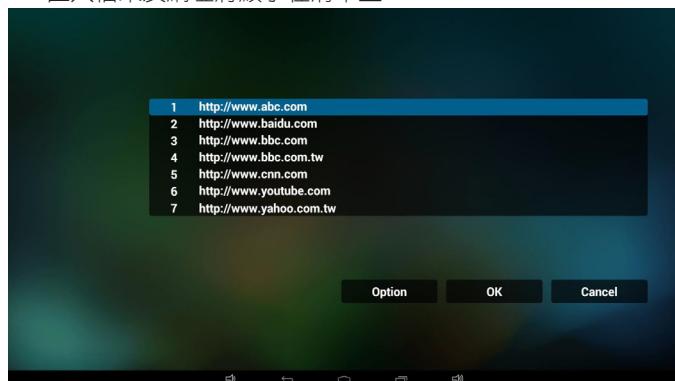 1 http://www.abc.com
2 http://www.baidu.com
3 http://www.bbc.com
4 http://www.bbc.com.tw
5 http://www.cnn.com
6 http://www.youtube.com
7 http://www.yahoo.com.tw
Option OK Cancel